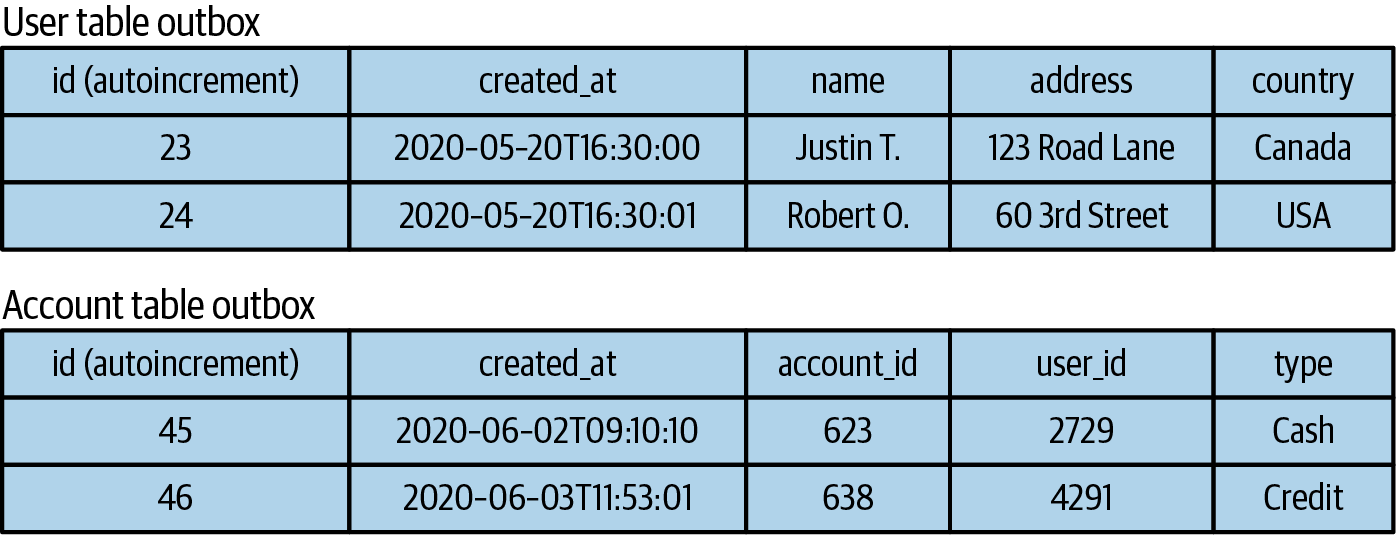 User table outbox
id (autoincrement) created_at name address country
23 2020-05-20T16:30:00 Justin T. 123 Road Lane Canada
24 2020-05-20T16:30:01 Robert O. 60 3rd Street USA
Account table outbox
id (autoincrement) created_at account_id user_id type
45 2020-06-02T09:10:10 623 2729 Cash
46 2020-06-03T11:53:01 638 4291 Credit